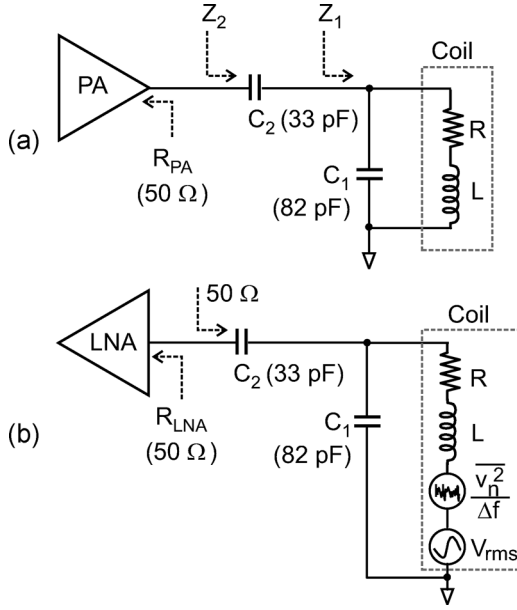 Z2
Z1
Coil
PA
(a)
C2 (33 pF)
R
RPA
(50 Ω)
C1
(82 pF)
L
50 Ω
Coil
LNA
C2 (33 pF)
R
RLNA
(50 Ω)
(b)
C1
(82 pF)
L
vn2
Δf
Vrms